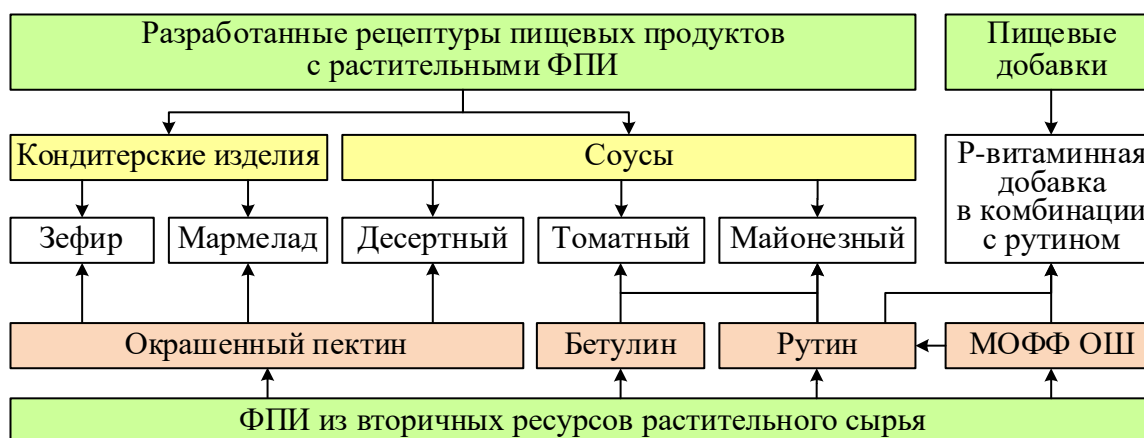 Разработанные рецептуры пищевых продуктов
с растительными ФПИ
Пищевые
добавки
Кондитерские изделия
Соусы
Р-витаминная
добавка
в комбинации
с рутином
Зефир
Мармелад
Десертный
Томатный
Майонезный
Окрашенный пектин
Бетулин
Рутин
МОФФ ОШ
ФПИ из вторичных ресурсов растительного сырья